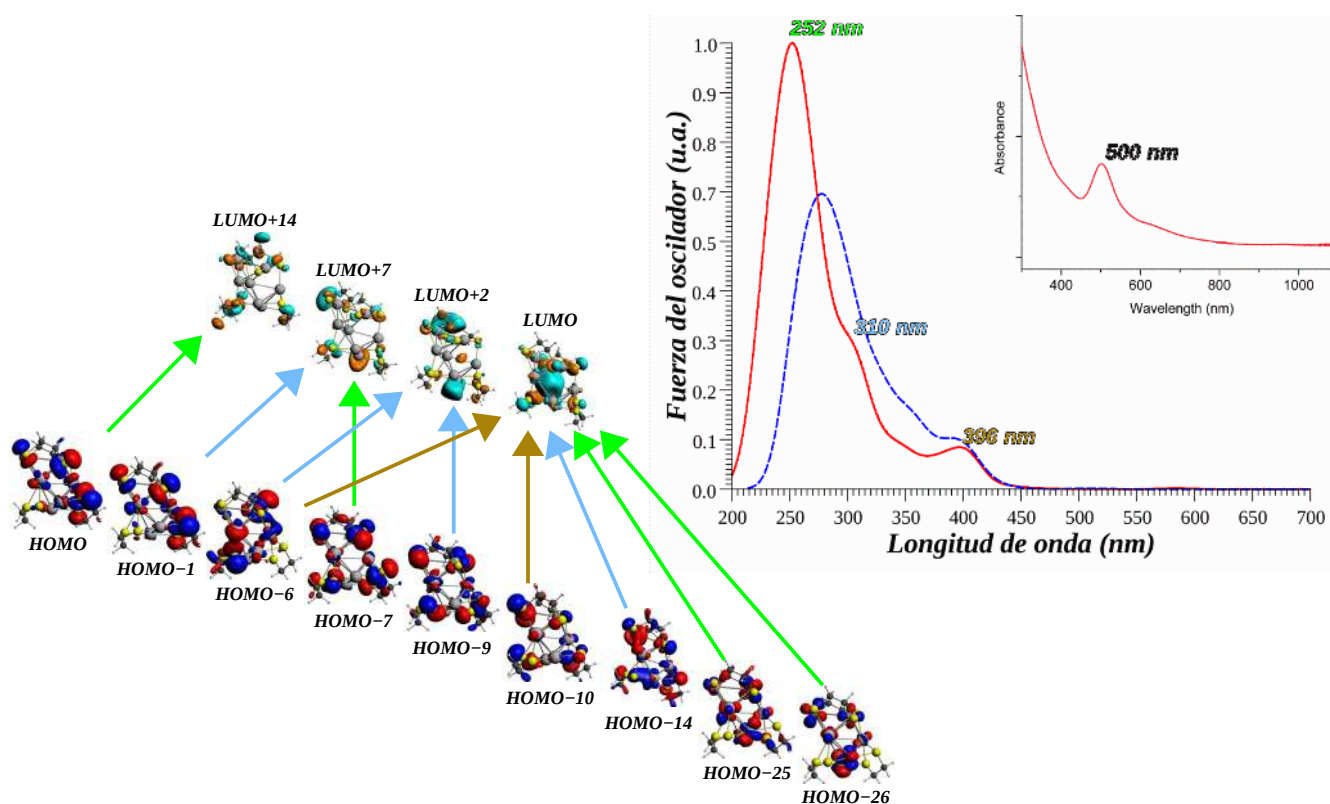 LUMO+14
LUMO+7
LUMO+2
LUMO
HOMO
HOMO−1
HOMO−6
HOMO−7
HOMO−9
HOMO−10
HOMO−14
HOMO−25
HOMO−26
252 nm
310 nm
396 nm
Fuerza del oscilador (u.a.)
1.0
0.9
0.8
0.7
0.6
0.5
0.4
0.3
0.2
0.1
0.0
200 250 300 350 400 450 500 550 600 650 700
Longitud de onda (nm)
500 nm
Absorbance
400 600 800 1000
Wavelength (nm)